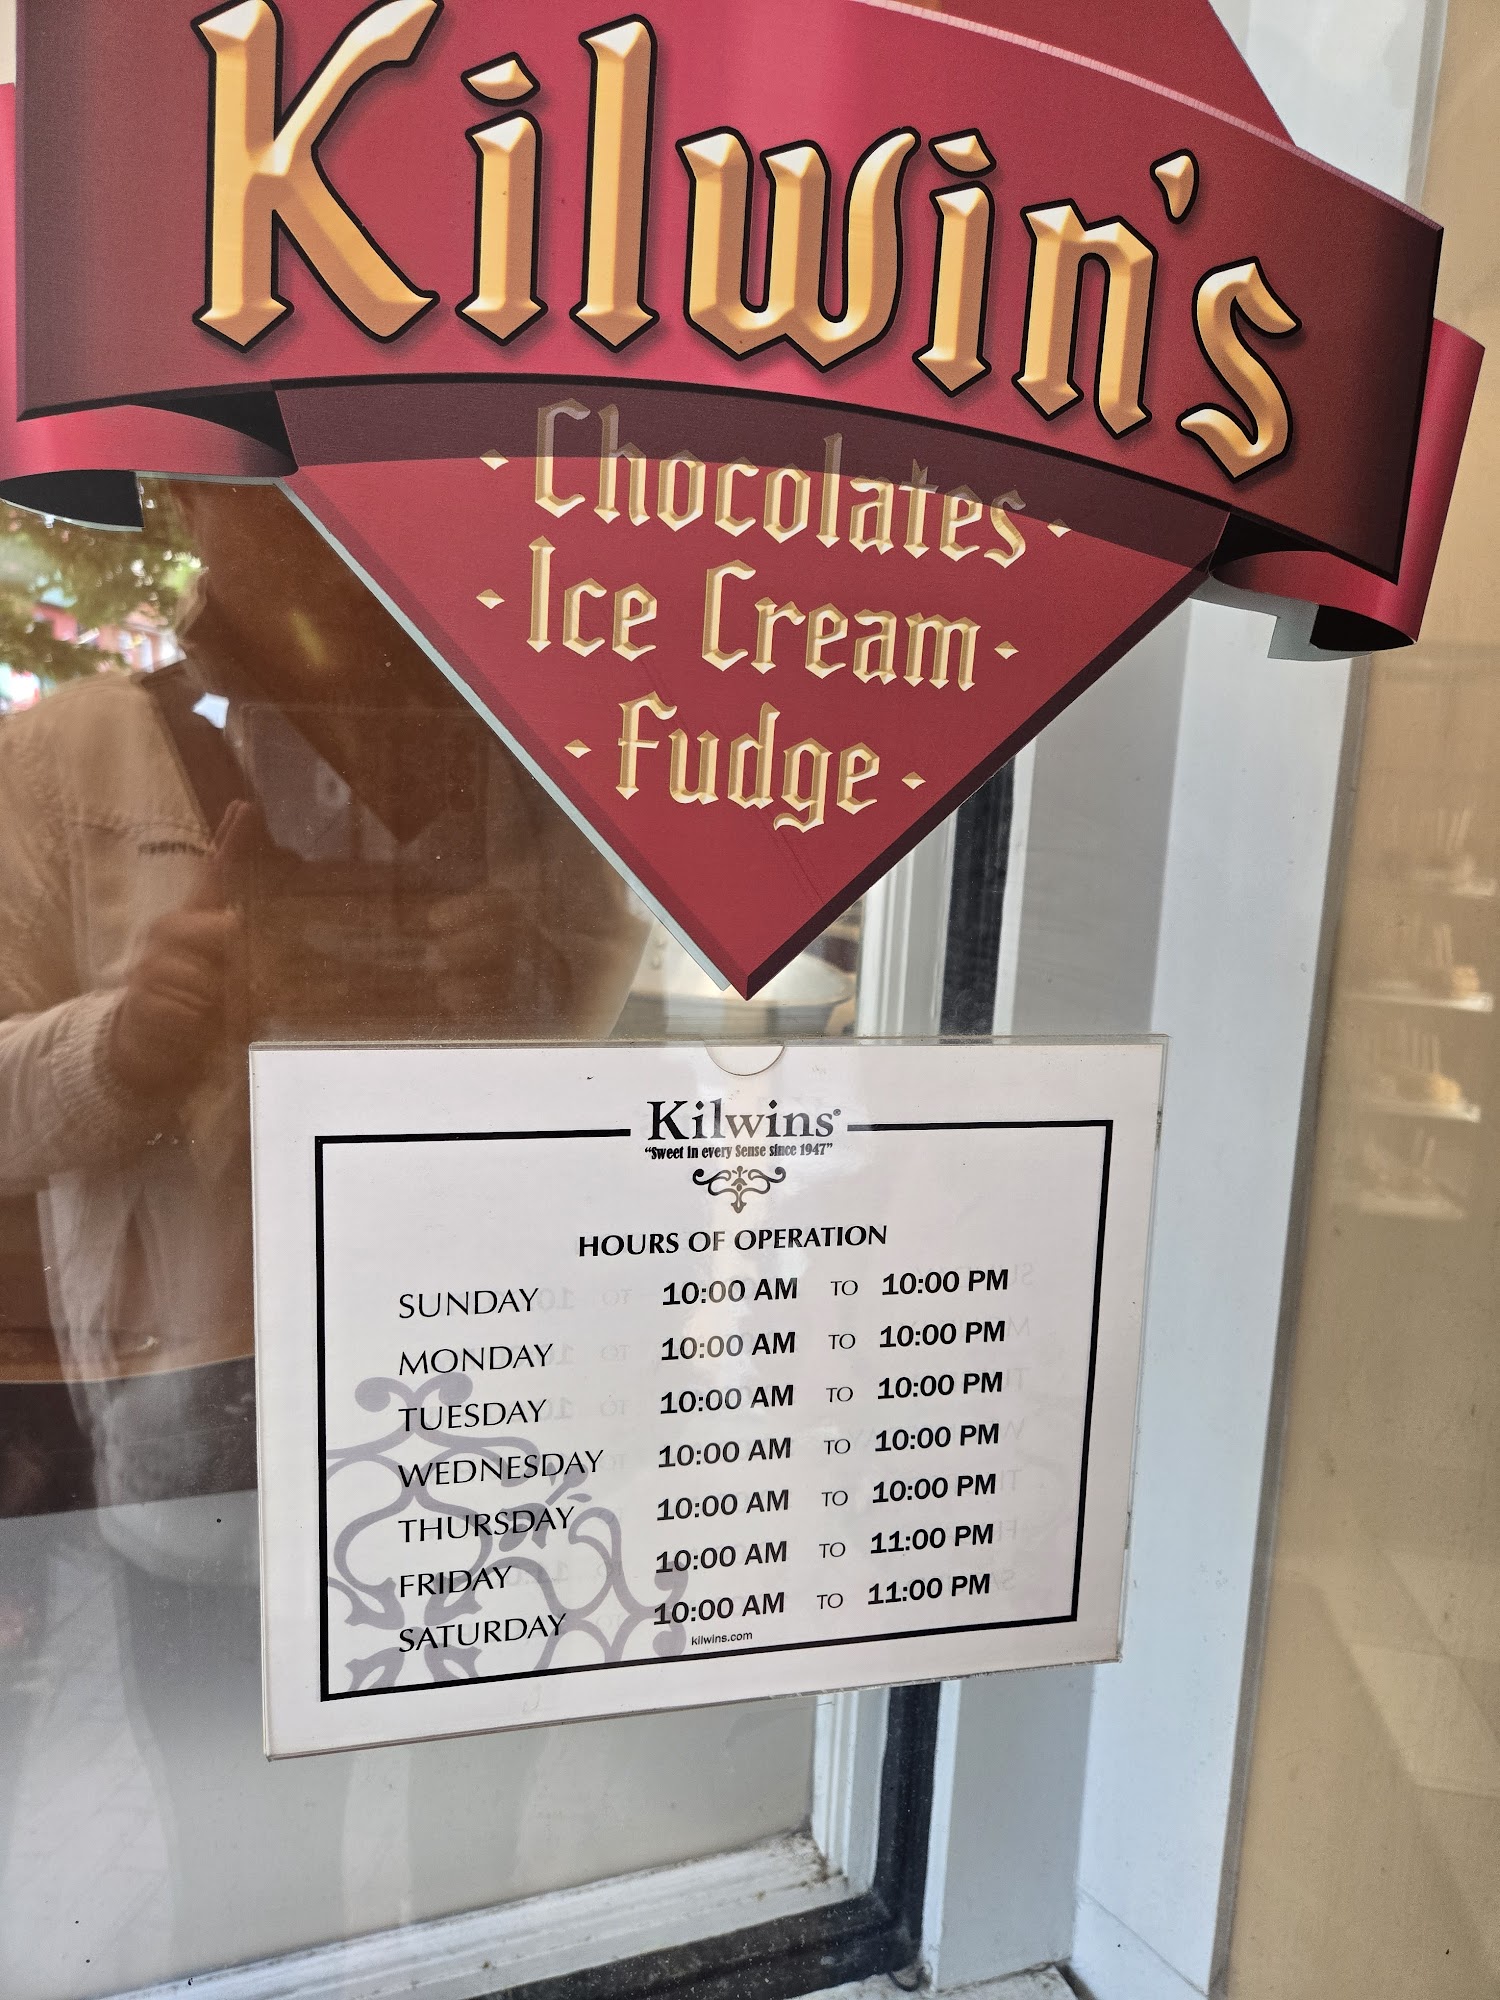 Kilwin's
· Chocolates ·
· Ice Cream ·
· Fudge ·
Kilwins®
"Sweet in every Sense since 1947"
HOURS OF OPERATION
SUNDAY 10:00 AM TO 10:00 PM
MONDAY 10:00 AM TO 10:00 PM
TUESDAY 10:00 AM TO 10:00 PM
WEDNESDAY 10:00 AM TO 10:00 PM
THURSDAY 10:00 AM TO 10:00 PM
FRIDAY 10:00 AM TO 11:00 PM
SATURDAY 10:00 AM TO 11:00 PM
kilwins.com